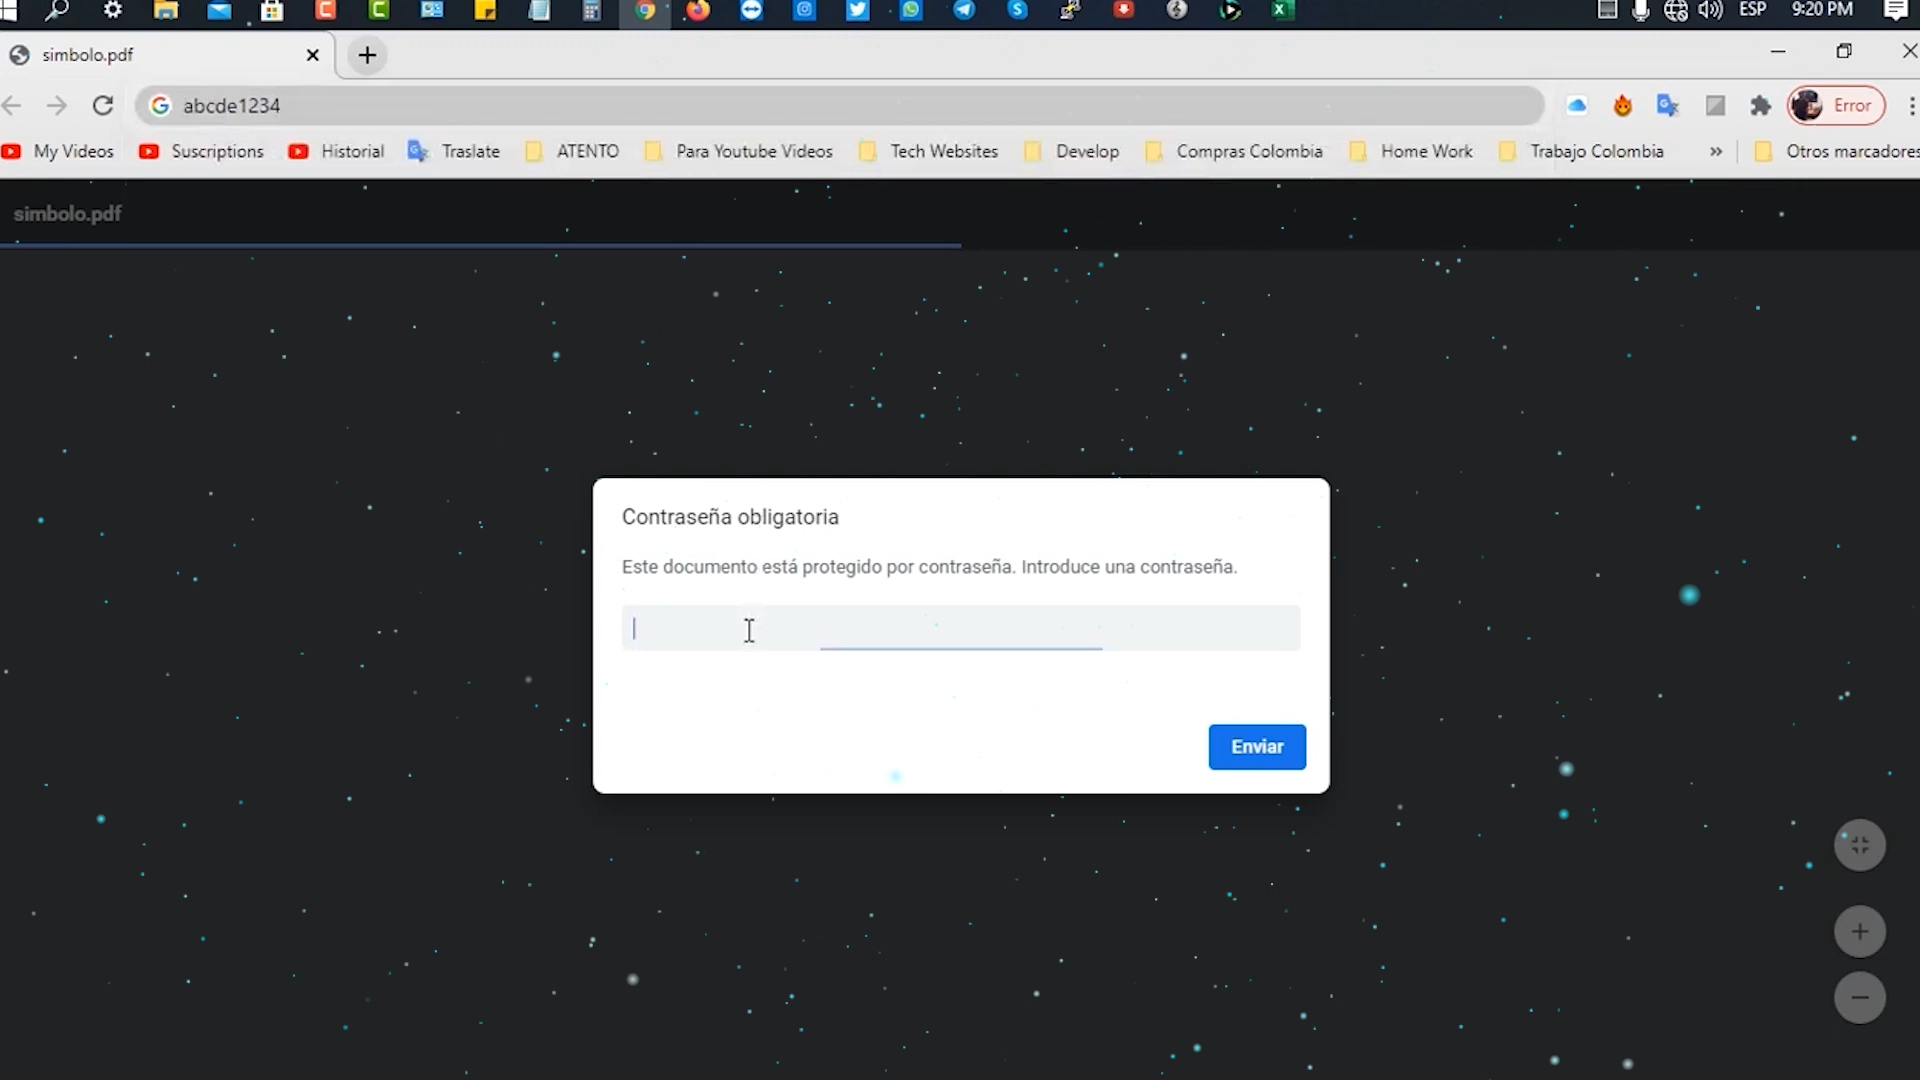 ESP 9:20 PM
simbolo.pdf
abcde1234
Error
My Videos Suscriptions Historial Traslate ATENTO Para Youtube Videos Tech Websites Develop Compras Colombia Home Work Trabajo Colombia » Otros marcadores
simbolo.pdf
Contraseña obligatoria
Este documento está protegido por contraseña. Introduce una contraseña.
Enviar